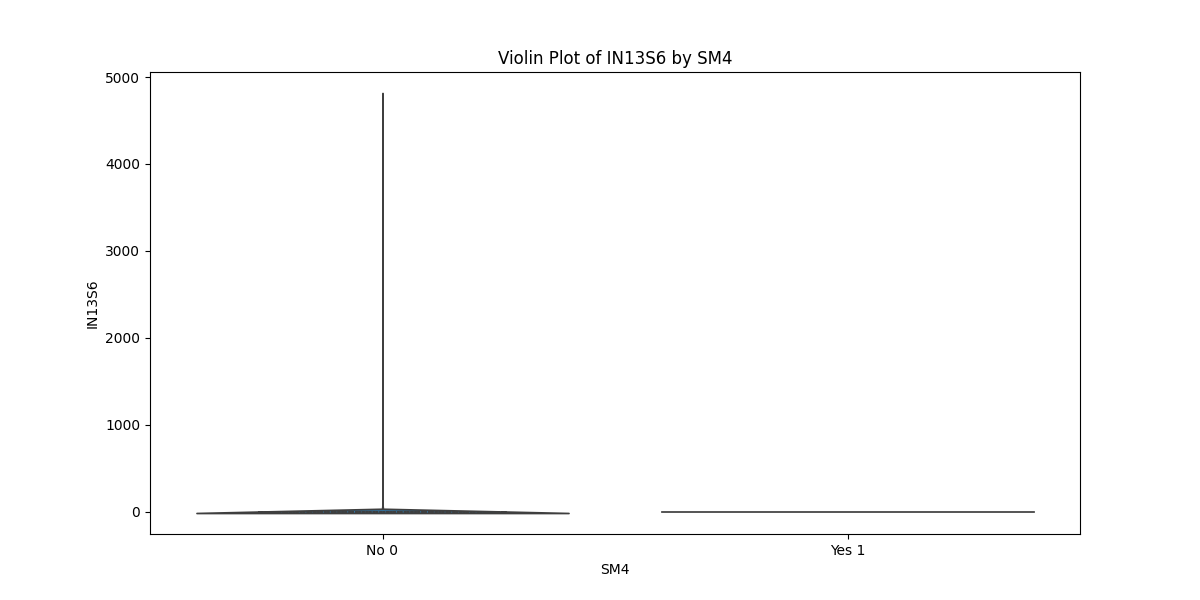 Violin Plot of IN13S6 by SM4
5000
4000
3000
2000
1000
0
IN13S6
No 0
Yes 1
SM4